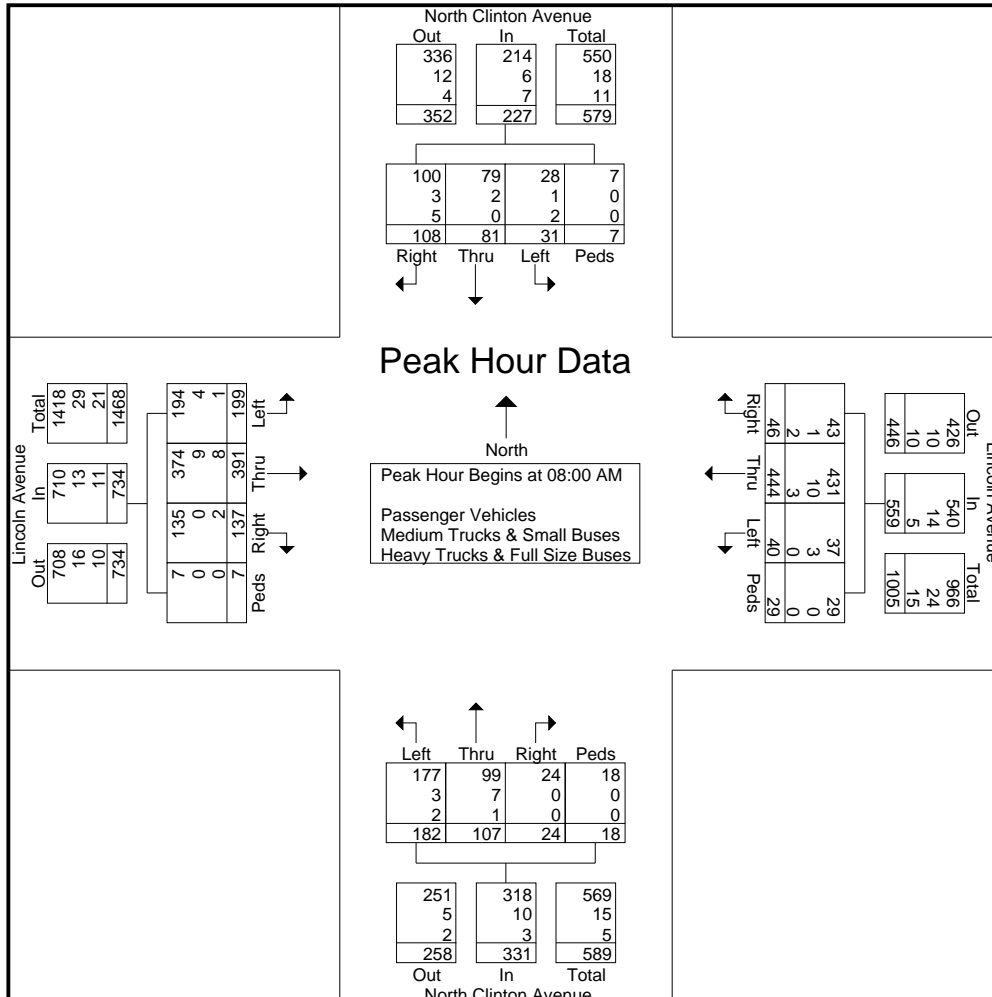 North Clinton Avenue
Out In Total
336 214 550
12 6 18
4 7 11
352 227 579
100 79 28 7
3 2 1 0
5 0 2 0
108 81 31 7
Right Thru Left Peds
Peak Hour Data
North
Peak Hour Begins at 08:00 AM
Passenger Vehicles
Medium Trucks & Small Buses
Heavy Trucks & Full Size Buses
Lincoln Avenue
Out In Total
708 710 1418
16 13 29
10 11 21
734 734 1468
7 135 374 194
0 0 9 4
0 2 8 1
7 137 391 199
Peds Right Thru Left
Lincoln Avenue
Out In Total
426 540 966
10 14 24
10 5 15
446 559 1005
43 431 37 29
1 10 3 0
2 3 0 0
46 444 40 29
Right Thru Left Peds
Left Thru Right Peds
177 99 24 18
3 7 0 0
2 1 0 0
182 107 24 18
251 318 569
5 10 15
2 3 5
258 331 589
Out In Total
North Clinton Avenue